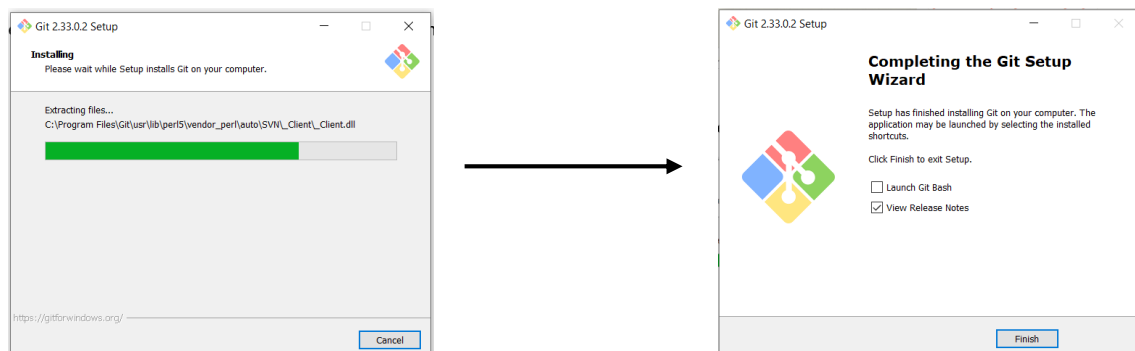 Git 2.33.0.2 Setup
Installing
Please wait while Setup installs Git on your computer.
Extracting files...
C:\Program Files\Git\usr\lib\perl5\vendor_perl\auto\SVN\_Client\_Client.dll
https://gitforwindows.org/
Cancel
Git 2.33.0.2 Setup
Completing the Git Setup
Wizard
Setup has finished installing Git on your computer. The
application may be launched by selecting the installed
shortcuts.
Click Finish to exit Setup.
Launch Git Bash
View Release Notes
Finish